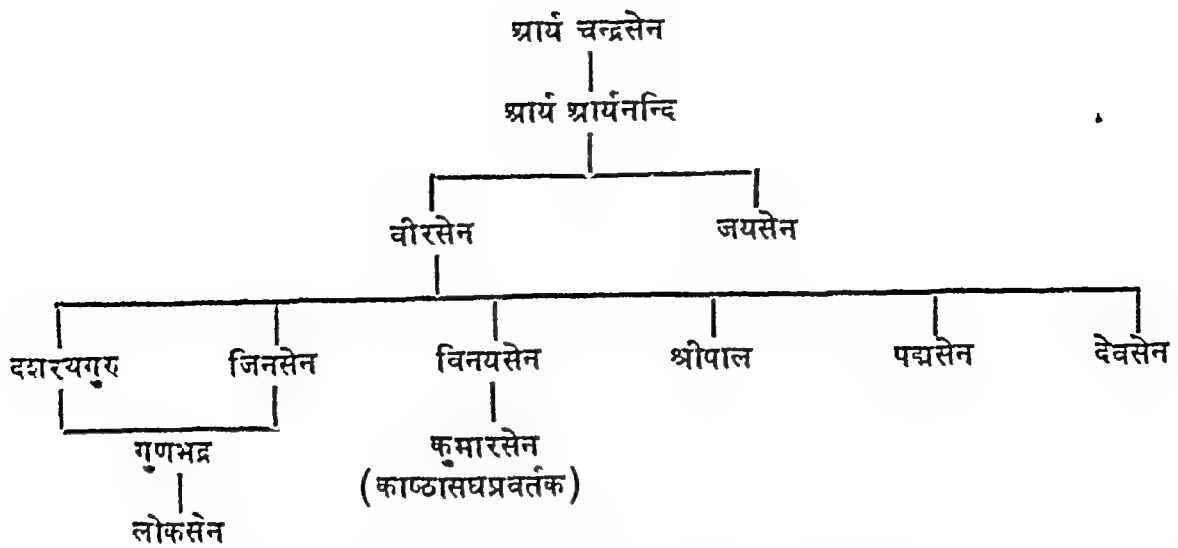 आर्य चन्द्रसेन
आर्य आर्यनन्दि
वीरसेन जयसेन
दशरथगुरु जिनसेन विनयसेन श्रीपाल पद्मसेन देवसेन
गुणभद्र कुमारसेन
(काष्ठासघप्रवर्तक)
लोकसेन